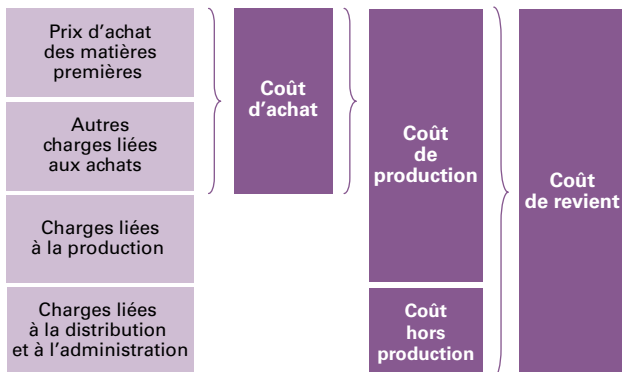 Prix d’achat
des matières
premières
Autres
charges liées
aux achats
Charges liées
à la production
Charges liées
à la distribution
et à l’administration
Coût
d’achat
Coût
de
production
Coût
hors
production
Coût
de revient